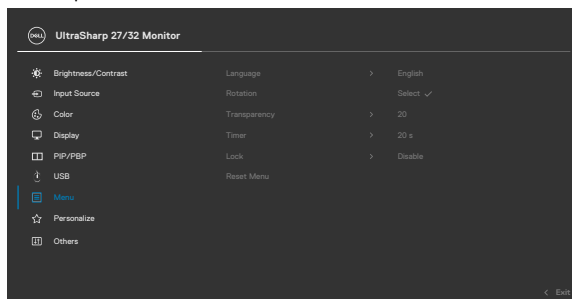 DELL UltraSharp 27/32 Monitor
Brightness/Contrast Language > English
Input Source Rotation Select ✓
Color Transparency > 20
Display Timer > 20 s
PIP/PBP Lock > Disable
USB Reset Menu
Menu
Personalize
Others
< Exit